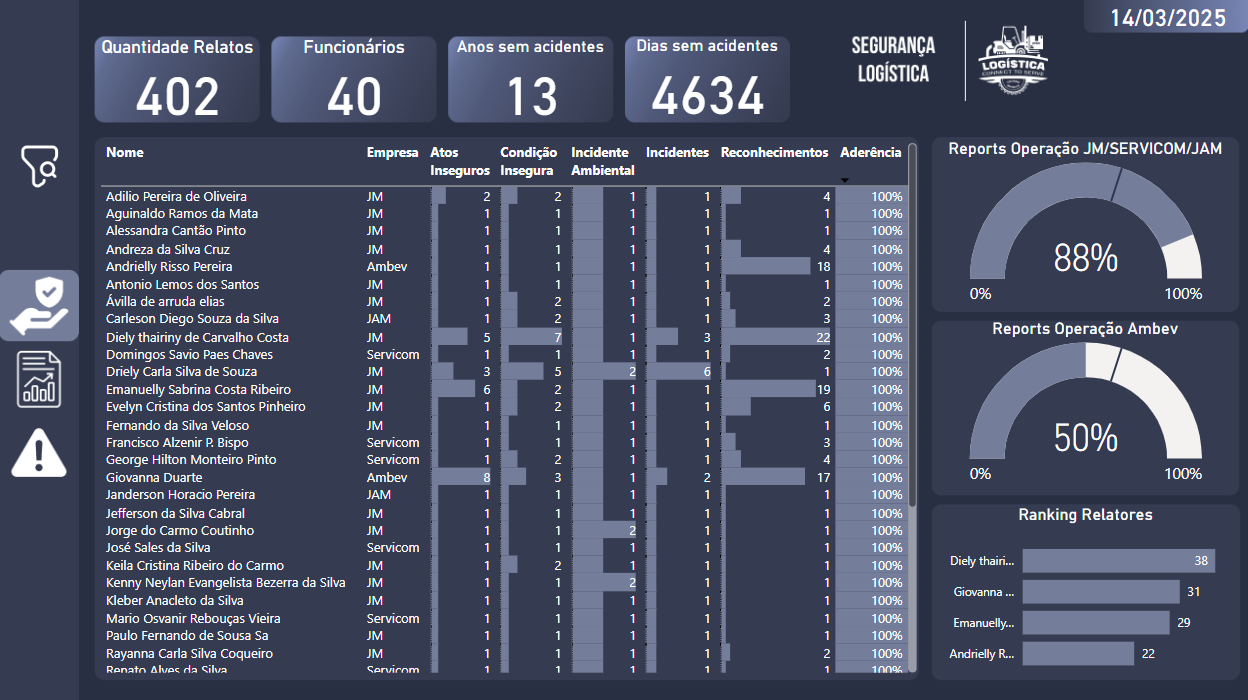 14/03/2025
Quantidade Relatos
402
Funcionários
40
Anos sem acidentes
13
Dias sem acidentes
4634
SEGURANÇA
LOGÍSTICA
LOGÍSTICA
CONNECT TO SERVE
Nome Empresa Atos Inseguros Condição Insegura Incidente Ambiental Incidentes Reconhecimentos Aderência
Adilio Pereira de Oliveira JM 2 2 1 1 4 100%
Aguinaldo Ramos da Mata JM 1 1 1 1 1 100%
Alessandra Cantão Pinto JM 1 1 1 1 1 100%
Andreza da Silva Cruz JM 1 1 1 1 4 100%
Andrielly Risso Pereira Ambev 1 1 1 1 18 100%
Antonio Lemos dos Santos JM 1 1 1 1 1 100%
Ávilla de arruda elias JM 1 2 1 1 2 100%
Carleson Diego Souza da Silva JAM 1 2 1 1 3 100%
Diely thairiny de Carvalho Costa JM 5 7 1 3 22 100%
Domingos Savio Paes Chaves Servicom 1 1 1 1 2 100%
Driely Carla Silva de Souza JM 3 5 2 6 1 100%
Emanuelly Sabrina Costa Ribeiro JM 6 2 1 1 19 100%
Evelyn Cristina dos Santos Pinheiro JM 1 2 1 1 6 100%
Fernando da Silva Veloso JM 1 1 1 1 1 100%
Francisco Alzenir P. Bispo Servicom 1 1 1 1 3 100%
George Hilton Monteiro Pinto Servicom 1 2 1 1 4 100%
Giovanna Duarte Ambev 8 3 1 2 17 100%
Janderson Horacio Pereira JAM 1 1 1 1 1 100%
Jefferson da Silva Cabral JM 1 1 1 1 1 100%
Jorge do Carmo Coutinho JM 1 1 2 1 1 100%
José Sales da Silva Servicom 1 1 1 1 1 100%
Keila Cristina Ribeiro do Carmo JM 1 2 1 1 1 100%
Kenny Neylan Evangelista Bezerra da Silva JM 1 1 2 1 1 100%
Kleber Anacleto da Silva JM 1 1 1 1 1 100%
Mario Osvanir Rebouças Vieira Servicom 1 1 1 1 1 100%
Paulo Fernando de Sousa Sa JM 1 1 1 1 1 100%
Rayanna Carla Silva Coqueiro JM 1 1 1 1 2 100%
Renato Alves da Silva Servicom 1 1 1 1 1 100%
Reports Operação JM/SERVICOM/JAM
88%
0% 100%
Reports Operação Ambev
50%
0% 100%
Ranking Relatores
Diely thairi... 38
Giovanna ... 31
Emanuelly... 29
Andrielly R... 22